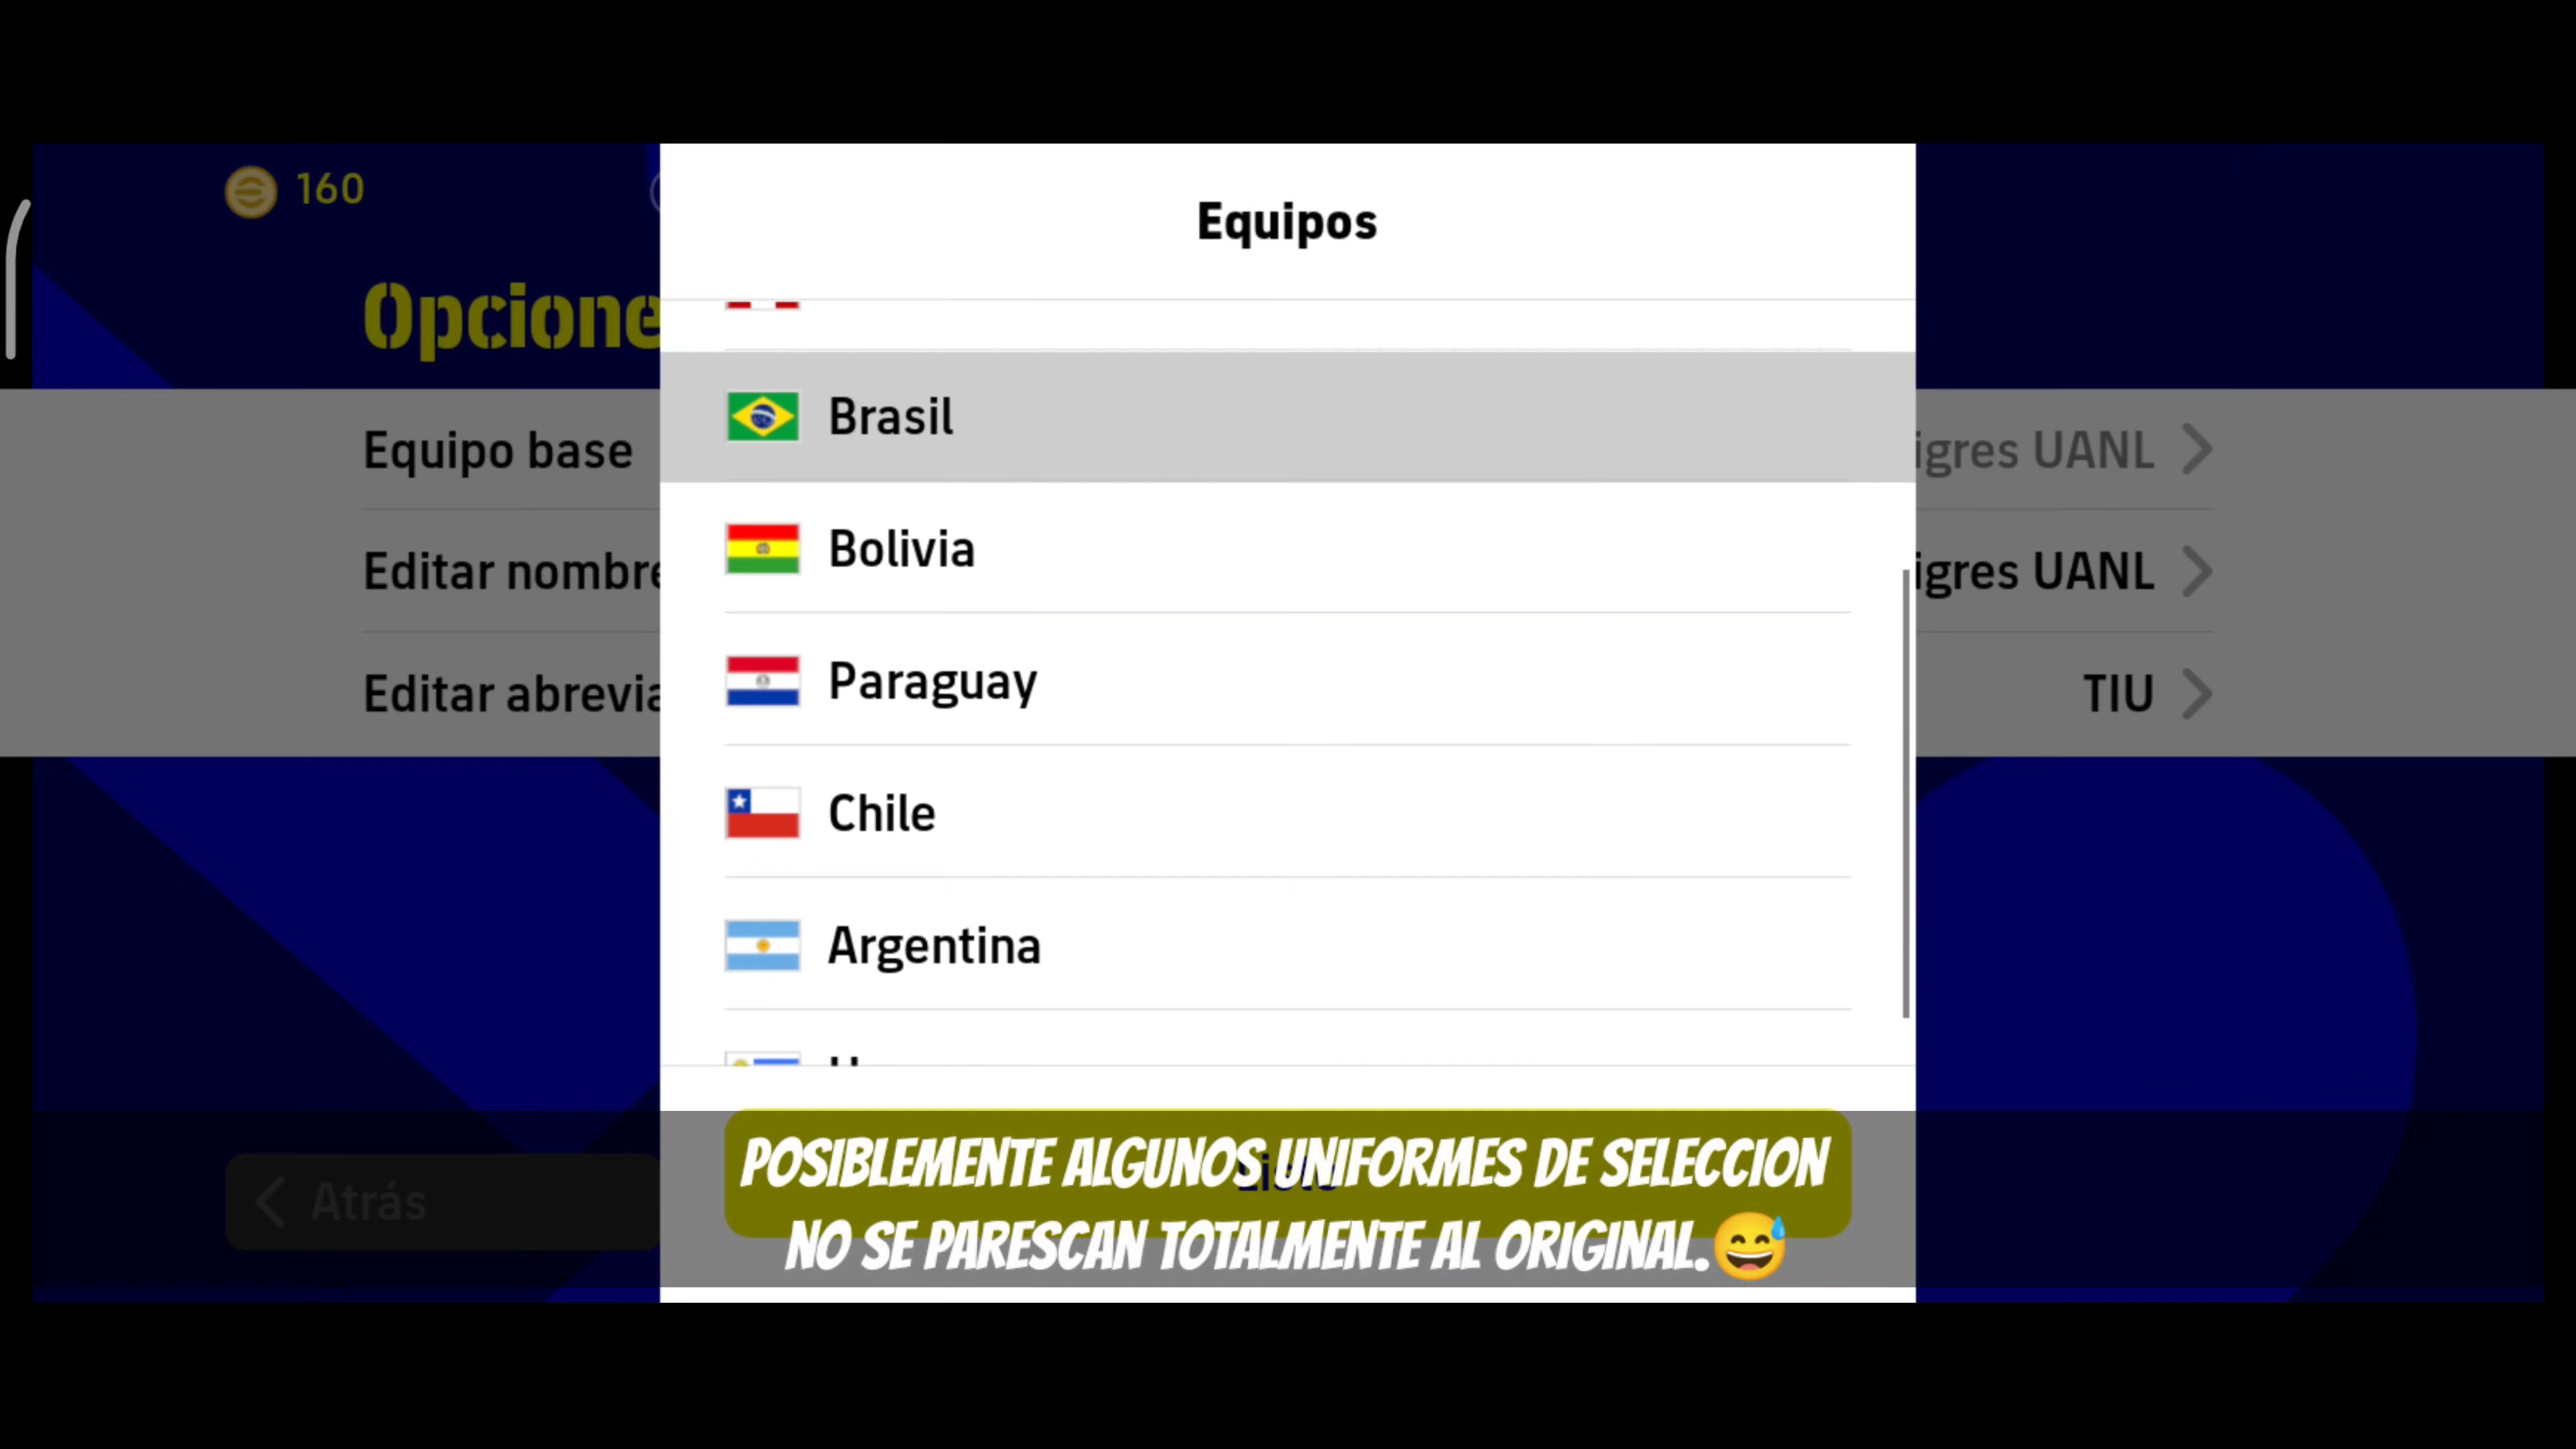 160
Equipos
Opcione
Brasil
Equipo base
igres UANL
Bolivia
Editar nombre
igres UANL
Paraguay
Editar abrevia
TIU
Chile
Argentina
POSIBLEMENTE ALGUNOS UNIFORMES DE SELECCION
NO SE PARESCAN TOTALMENTE AL ORIGINAL.😅
Atrás